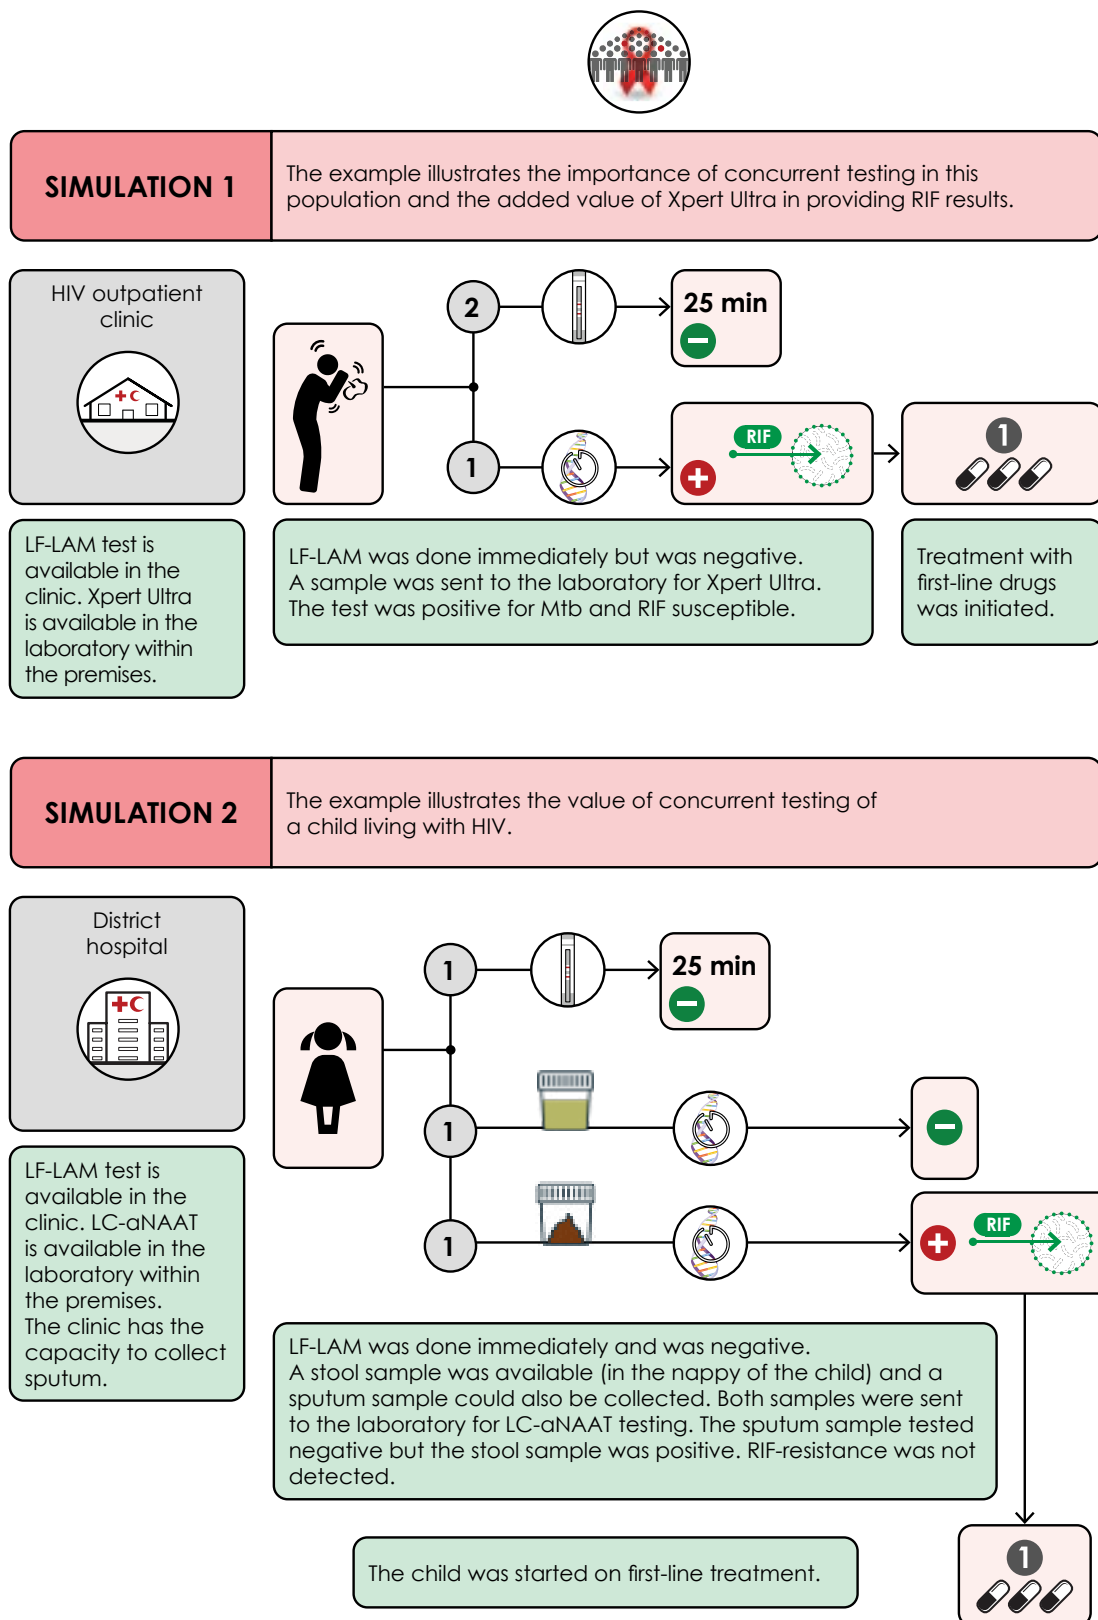 SIMULATION 1
The example illustrates the importance of concurrent testing in this
population and the added value of Xpert Ultra in providing RIF results.
HIV outpatient
clinic
2
25 min
1
RIF
1
LF-LAM test is
available in the
clinic. Xpert Ultra
is available in the
laboratory within
the premises.
LF-LAM was done immediately but was negative.
A sample was sent to the laboratory for Xpert Ultra.
The test was positive for Mtb and RIF susceptible.
Treatment with
first-line drugs
was initiated.
SIMULATION 2
The example illustrates the value of concurrent testing of
a child living with HIV.
District
hospital
1
25 min
1
1
RIF
LF-LAM test is
available in the
clinic. LC-aNAAT
is available in the
laboratory within
the premises.
The clinic has the
capacity to collect
sputum.
LF-LAM was done immediately and was negative.
A stool sample was available (in the nappy of the child) and a
sputum sample could also be collected. Both samples were sent
to the laboratory for LC-aNAAT testing. The sputum sample tested
negative but the stool sample was positive. RIF-resistance was not
detected.
The child was started on first-line treatment.
1